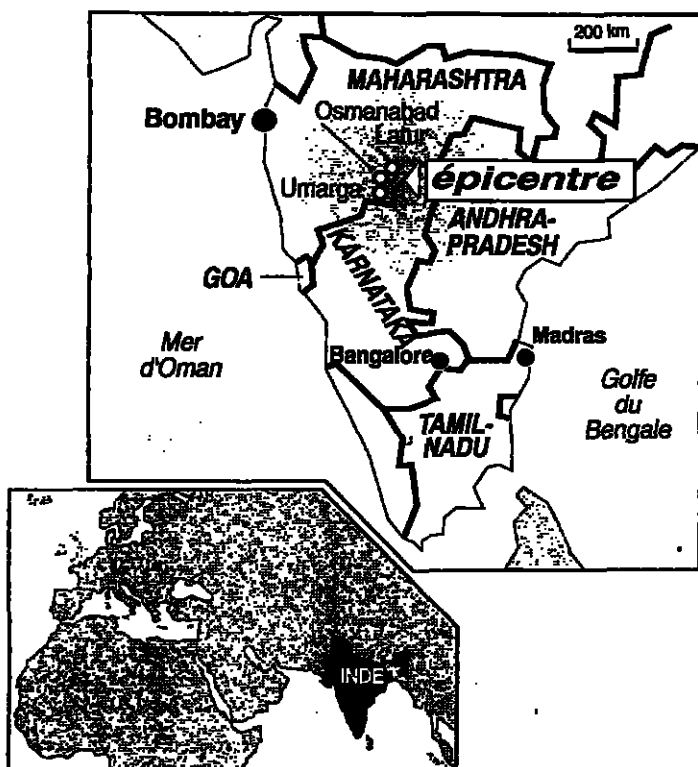 200 km
MAHARASHTRA
Osmanabad
Bombay
Latur
Umarga
épicentre
ANDHRA-
PRADESH
KARNATAKA
GOA
Mer
d'Oman
Bangalore
Madras
Golfe
du
Bengale
TAMIL-
NADU
INDE